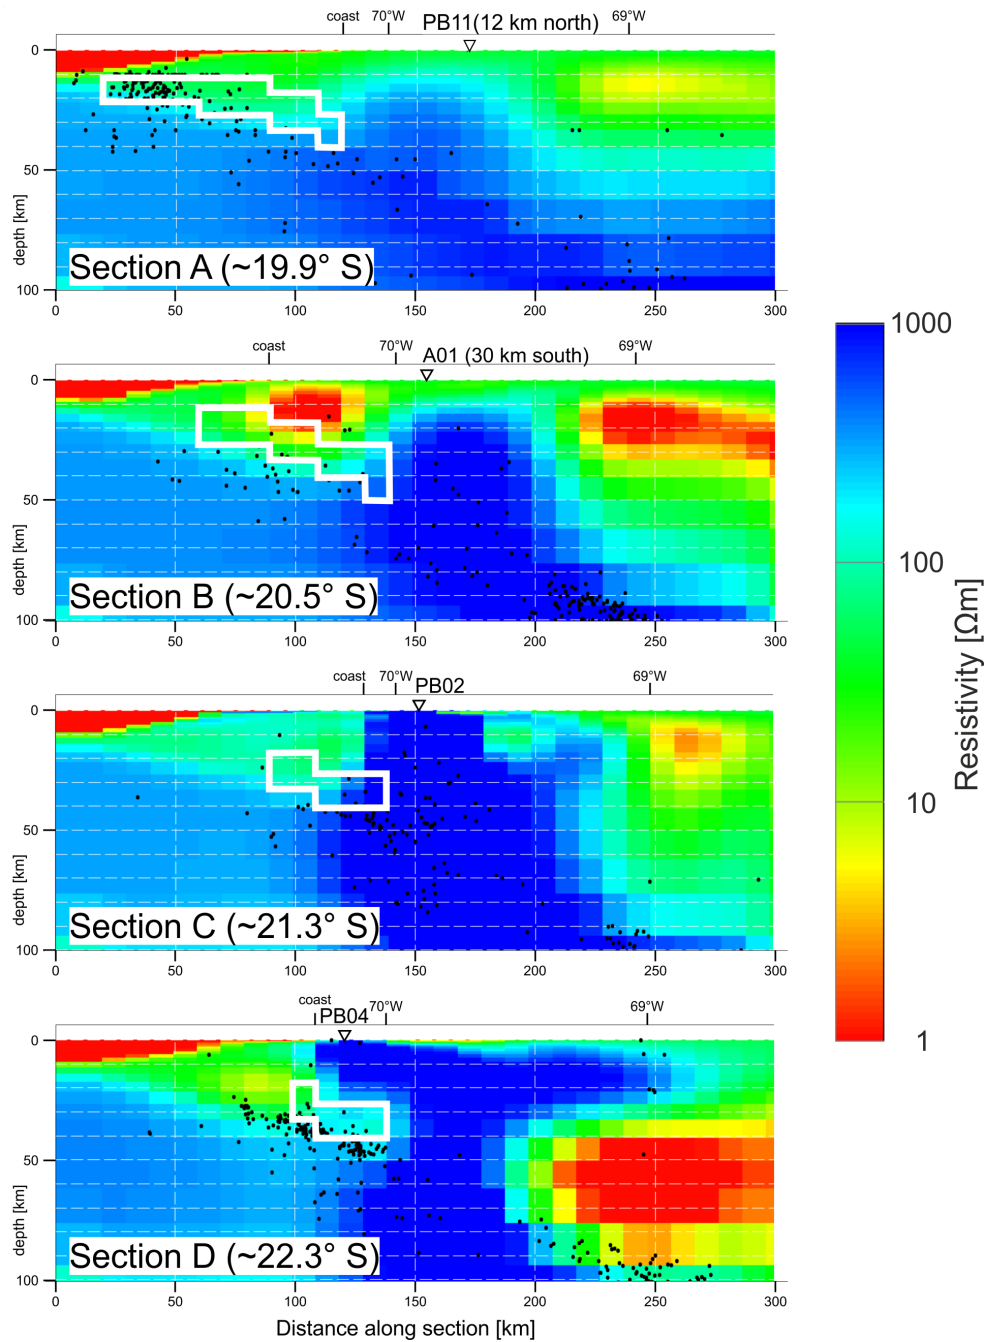 coast 70°W PB11(12 km north) 69°W
0
50
100
depth [km]
Section A (~19.9° S)
0 50 100 150 200 250 300
coast 70°W A01 (30 km south) 69°W
0
50
100
depth [km]
Section B (~20.5° S)
0 50 100 150 200 250 300
coast 70°W PB02 69°W
0
50
100
depth [km]
Section C (~21.3° S)
0 50 100 150 200 250 300
coast PB04 70°W 69°W
0
50
100
depth [km]
Section D (~22.3° S)
0 50 100 150 200 250 300
Distance along section [km]
1000
100
10
1
Resistivity [Ωm]